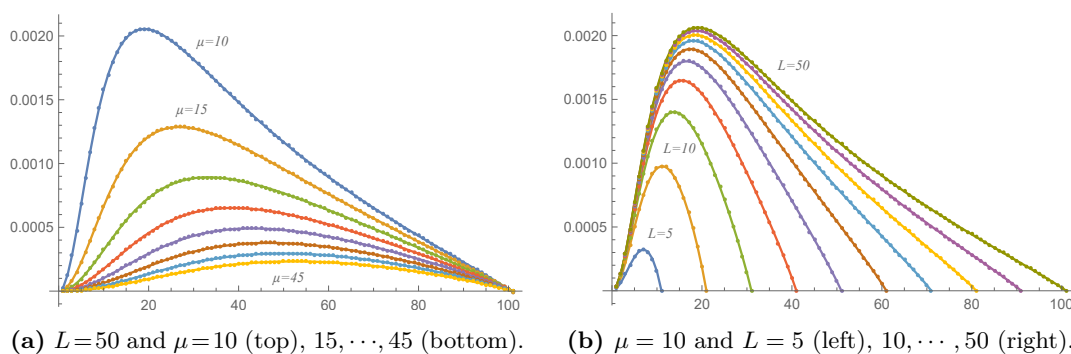 0.0020
0.0015
0.0010
0.0005
20 40 60 80 100
μ=10
μ=15
μ=45
(a) L=50 and μ=10 (top), 15, ⋯, 45 (bottom).
0.0020
0.0015
0.0010
0.0005
20 40 60 80 100
L=50
L=10
L=5
(b) μ = 10 and L = 5 (left), 10, ⋯ , 50 (right).